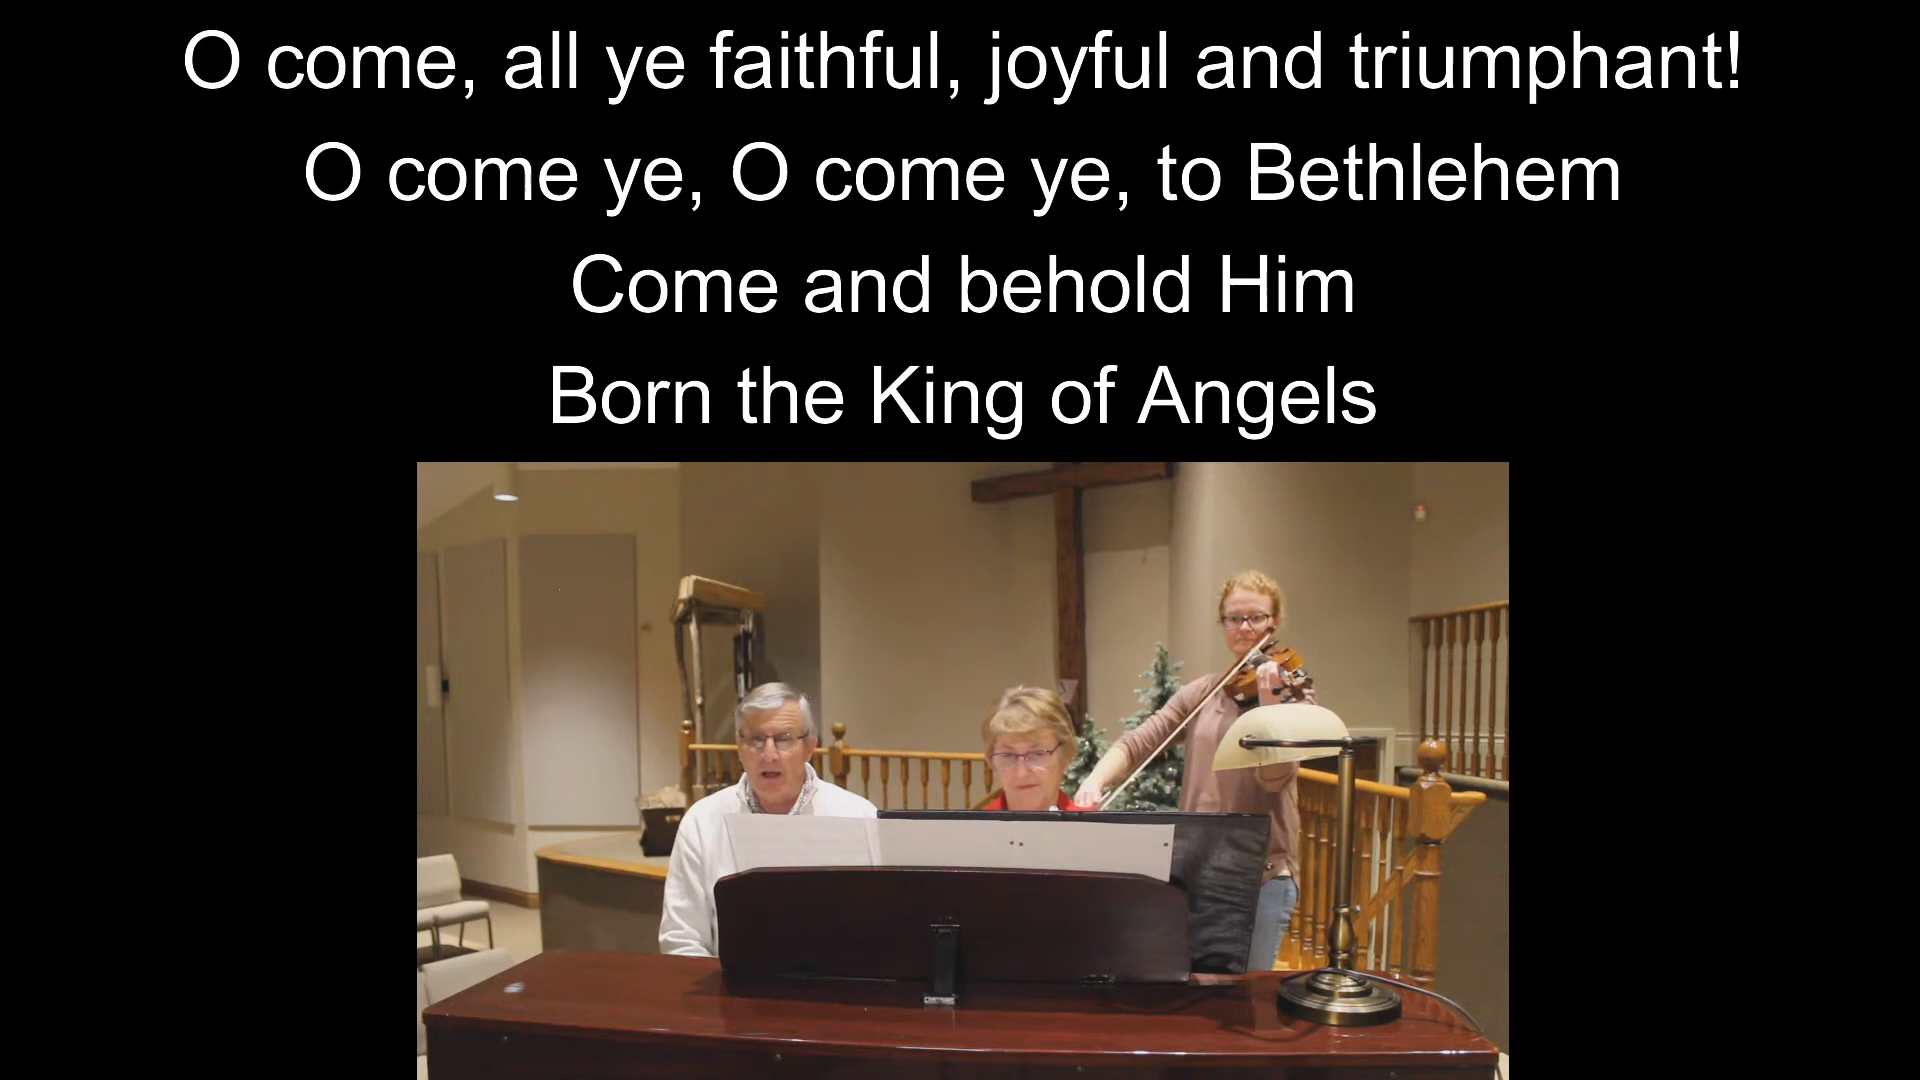 O come, all ye faithful, joyful and triumphant!
O come ye, O come ye, to Bethlehem
Come and behold Him
Born the King of Angels